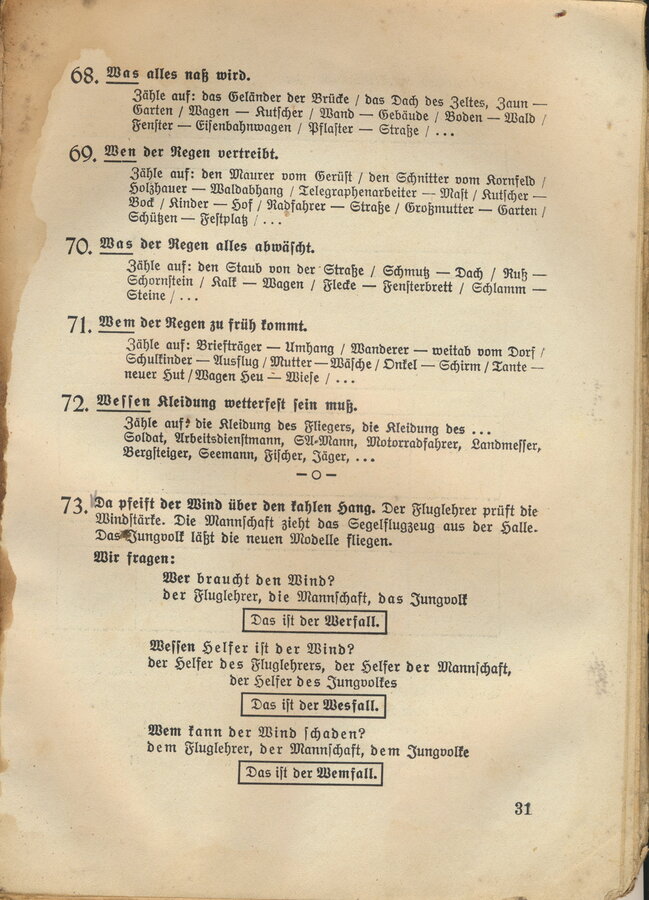 68. Was alles naß wird.
Zähle auf: das Geländer der Brücke / das Dach des Zeltes, Zaun —
Garten / Wagen — Kutscher / Wand — Gebäude / Boden — Wald /
Fenster — Eisenbahnwagen / Pflaster — Straße / ...
69. Wen der Regen vertreibt.
Zähle auf: den Maurer vom Gerüst / den Schnitter vom Kornfeld /
Holzhauer — Waldabhang / Telegraphenarbeiter — Mast / Kutscher —
Bock / Kinder — Hof / Radfahrer — Straße / Großmutter — Garten /
Schützen — Festplatz / ...
70. Was der Regen alles abwäscht.
Zähle auf: den Staub von der Straße / Schmutz — Dach / Ruß —
Schornstein / Kalk — Wagen / Flecke — Fensterbrett / Schlamm —
Steine / ...
71. Wem der Regen zu früh kommt.
Zähle auf: Briefträger — Umhang / Wanderer — weitab vom Dorf /
Schulkinder — Ausflug / Mutter — Wäsche / Onkel — Schirm / Tante —
neuer Hut / Wagen Heu — Wiese / ...
72. Wessen Kleidung wetterfest sein muß.
Zähle auf: die Kleidung des Fliegers, die Kleidung des ...
Soldat, Arbeitsdienstmann, SA-Mann, Motorradfahrer, Landmesser,
Bergsteiger, Seemann, Fischer, Jäger, ...
—o—
73. Da pfeift der Wind über den kahlen Hang. Der Fluglehrer prüft die
Windstärke. Die Mannschaft zieht das Segelflugzeug aus der Halle.
Das Jungvolk läßt die neuen Modelle fliegen.
Wir fragen:
Wer braucht den Wind?
der Fluglehrer, die Mannschaft, das Jungvolk
Das ist der Werfall.
Wessen Helfer ist der Wind?
der Helfer des Fluglehrers, der Helfer der Mannschaft,
der Helfer des Jungvolkes
Das ist der Wesfall.
Wem kann der Wind schaden?
dem Fluglehrer, der Mannschaft, dem Jungvolke
Das ist der Wemfall.
31